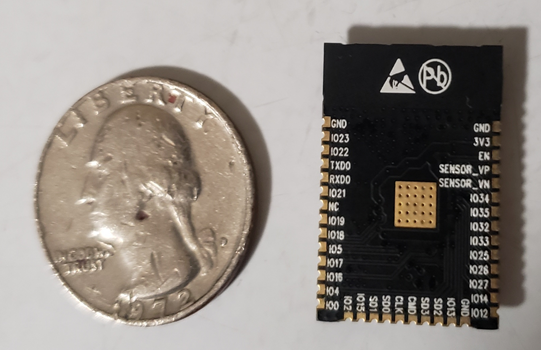 LIBERTY
IN GOD WE
TRUST
D
1972
Pb
GND
IO23
IO22
TXD0
RXD0
IO21
NC
IO19
IO18
IO5
IO17
IO16
IO4
IO0
IO2
IO15
SD1
SD0
CLK
CMD
SD3
SD2
IO13
GND
GND
3V3
EN
SENSOR_VP
SENSOR_VN
IO34
IO35
IO32
IO33
IO25
IO26
IO27
IO14
IO12